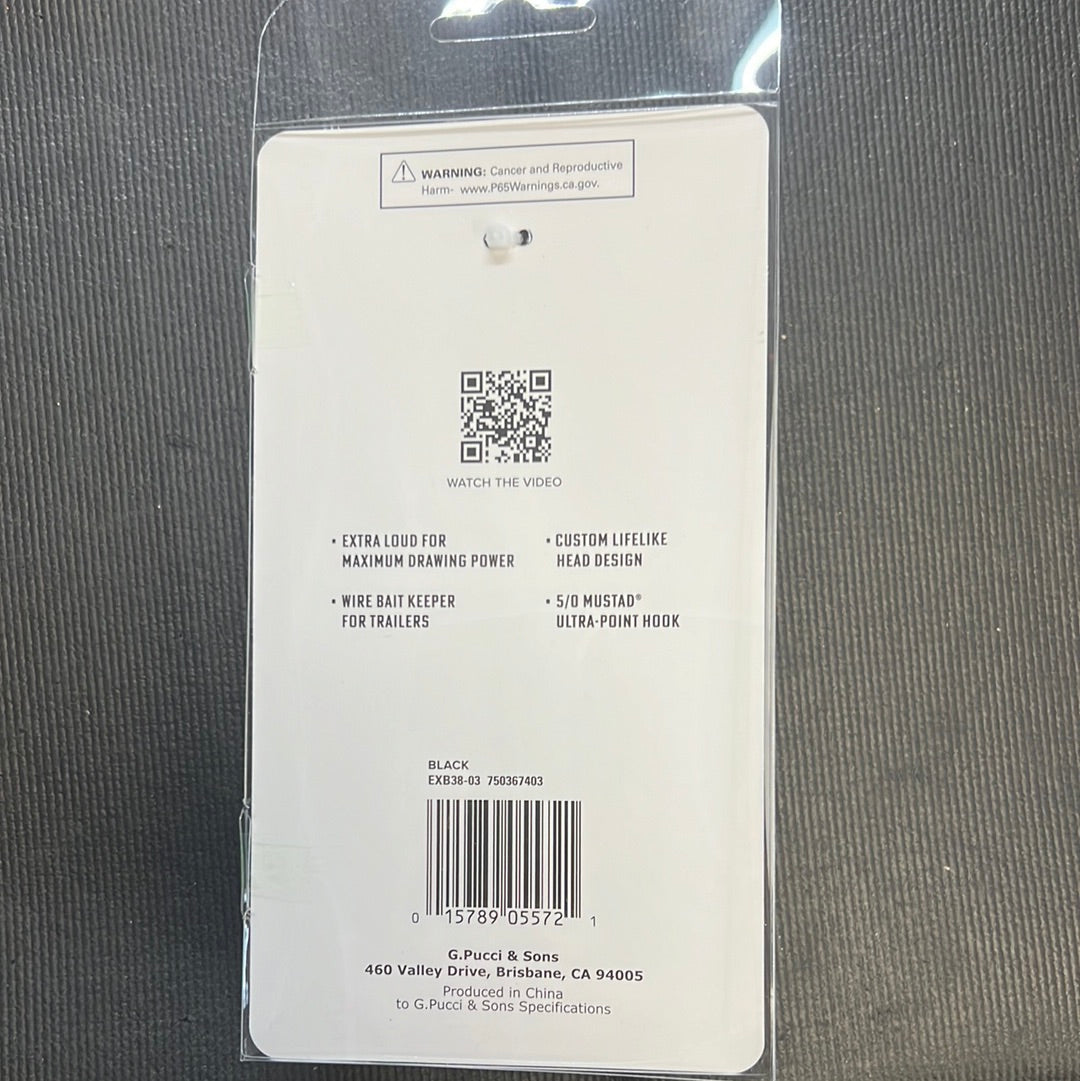 WARNING: Cancer and Reproductive
Harm- www.P65Warnings.ca.gov.
WATCH THE VIDEO
• EXTRA LOUD FOR
MAXIMUM DRAWING POWER
• WIRE BAIT KEEPER
FOR TRAILERS
• CUSTOM LIFELIKE
HEAD DESIGN
• 5/0 MUSTAD®
ULTRA-POINT HOOK
BLACK
EXB38-03 750367403
0 15789 05572 1
G.Pucci & Sons
460 Valley Drive, Brisbane, CA 94005
Produced in China
to G.Pucci & Sons Specifications